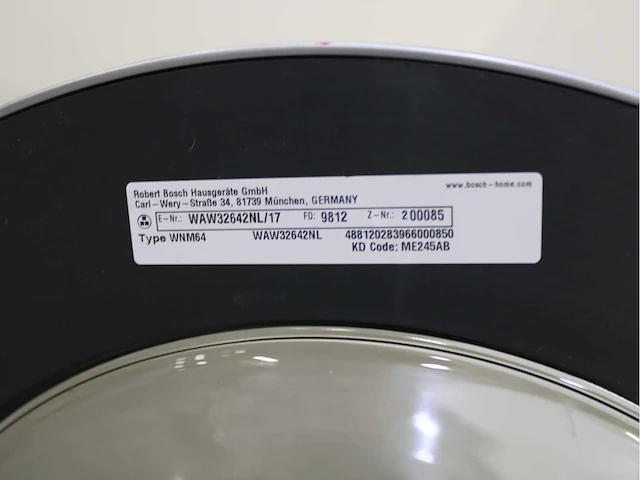 Robert Bosch Hausgeräte GmbH www.bosch-home.com
Carl-Wery-Straße 34, 81739 München, GERMANY
E-Nr.: WAW32642NL/17 FD: 9812 Z-Nr.: 200085
Type WNM64 WAW32642NL 488120283966000850
KD Code: ME245AB